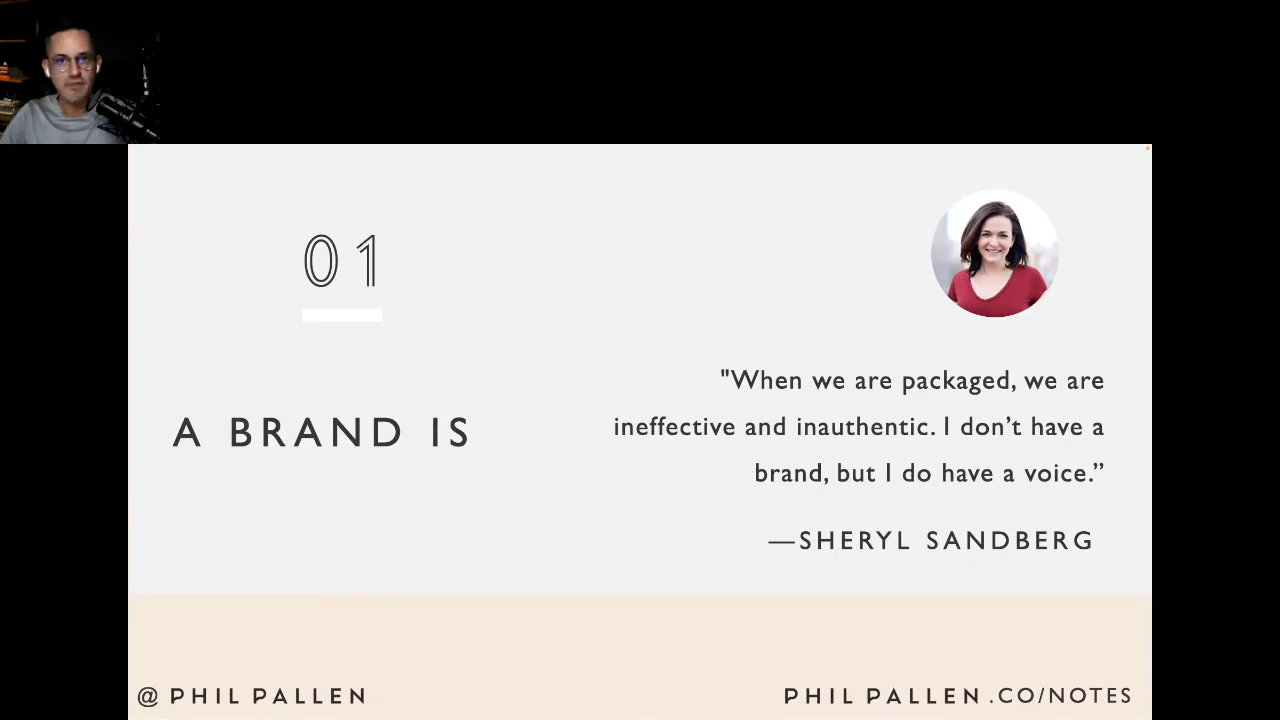 01
A BRAND IS
"When we are packaged, we are
ineffective and inauthentic. I don’t have a
brand, but I do have a voice.”
—SHERYL SANDBERG
@PHIL PALLEN
PHIL PALLEN.CO/NOTES